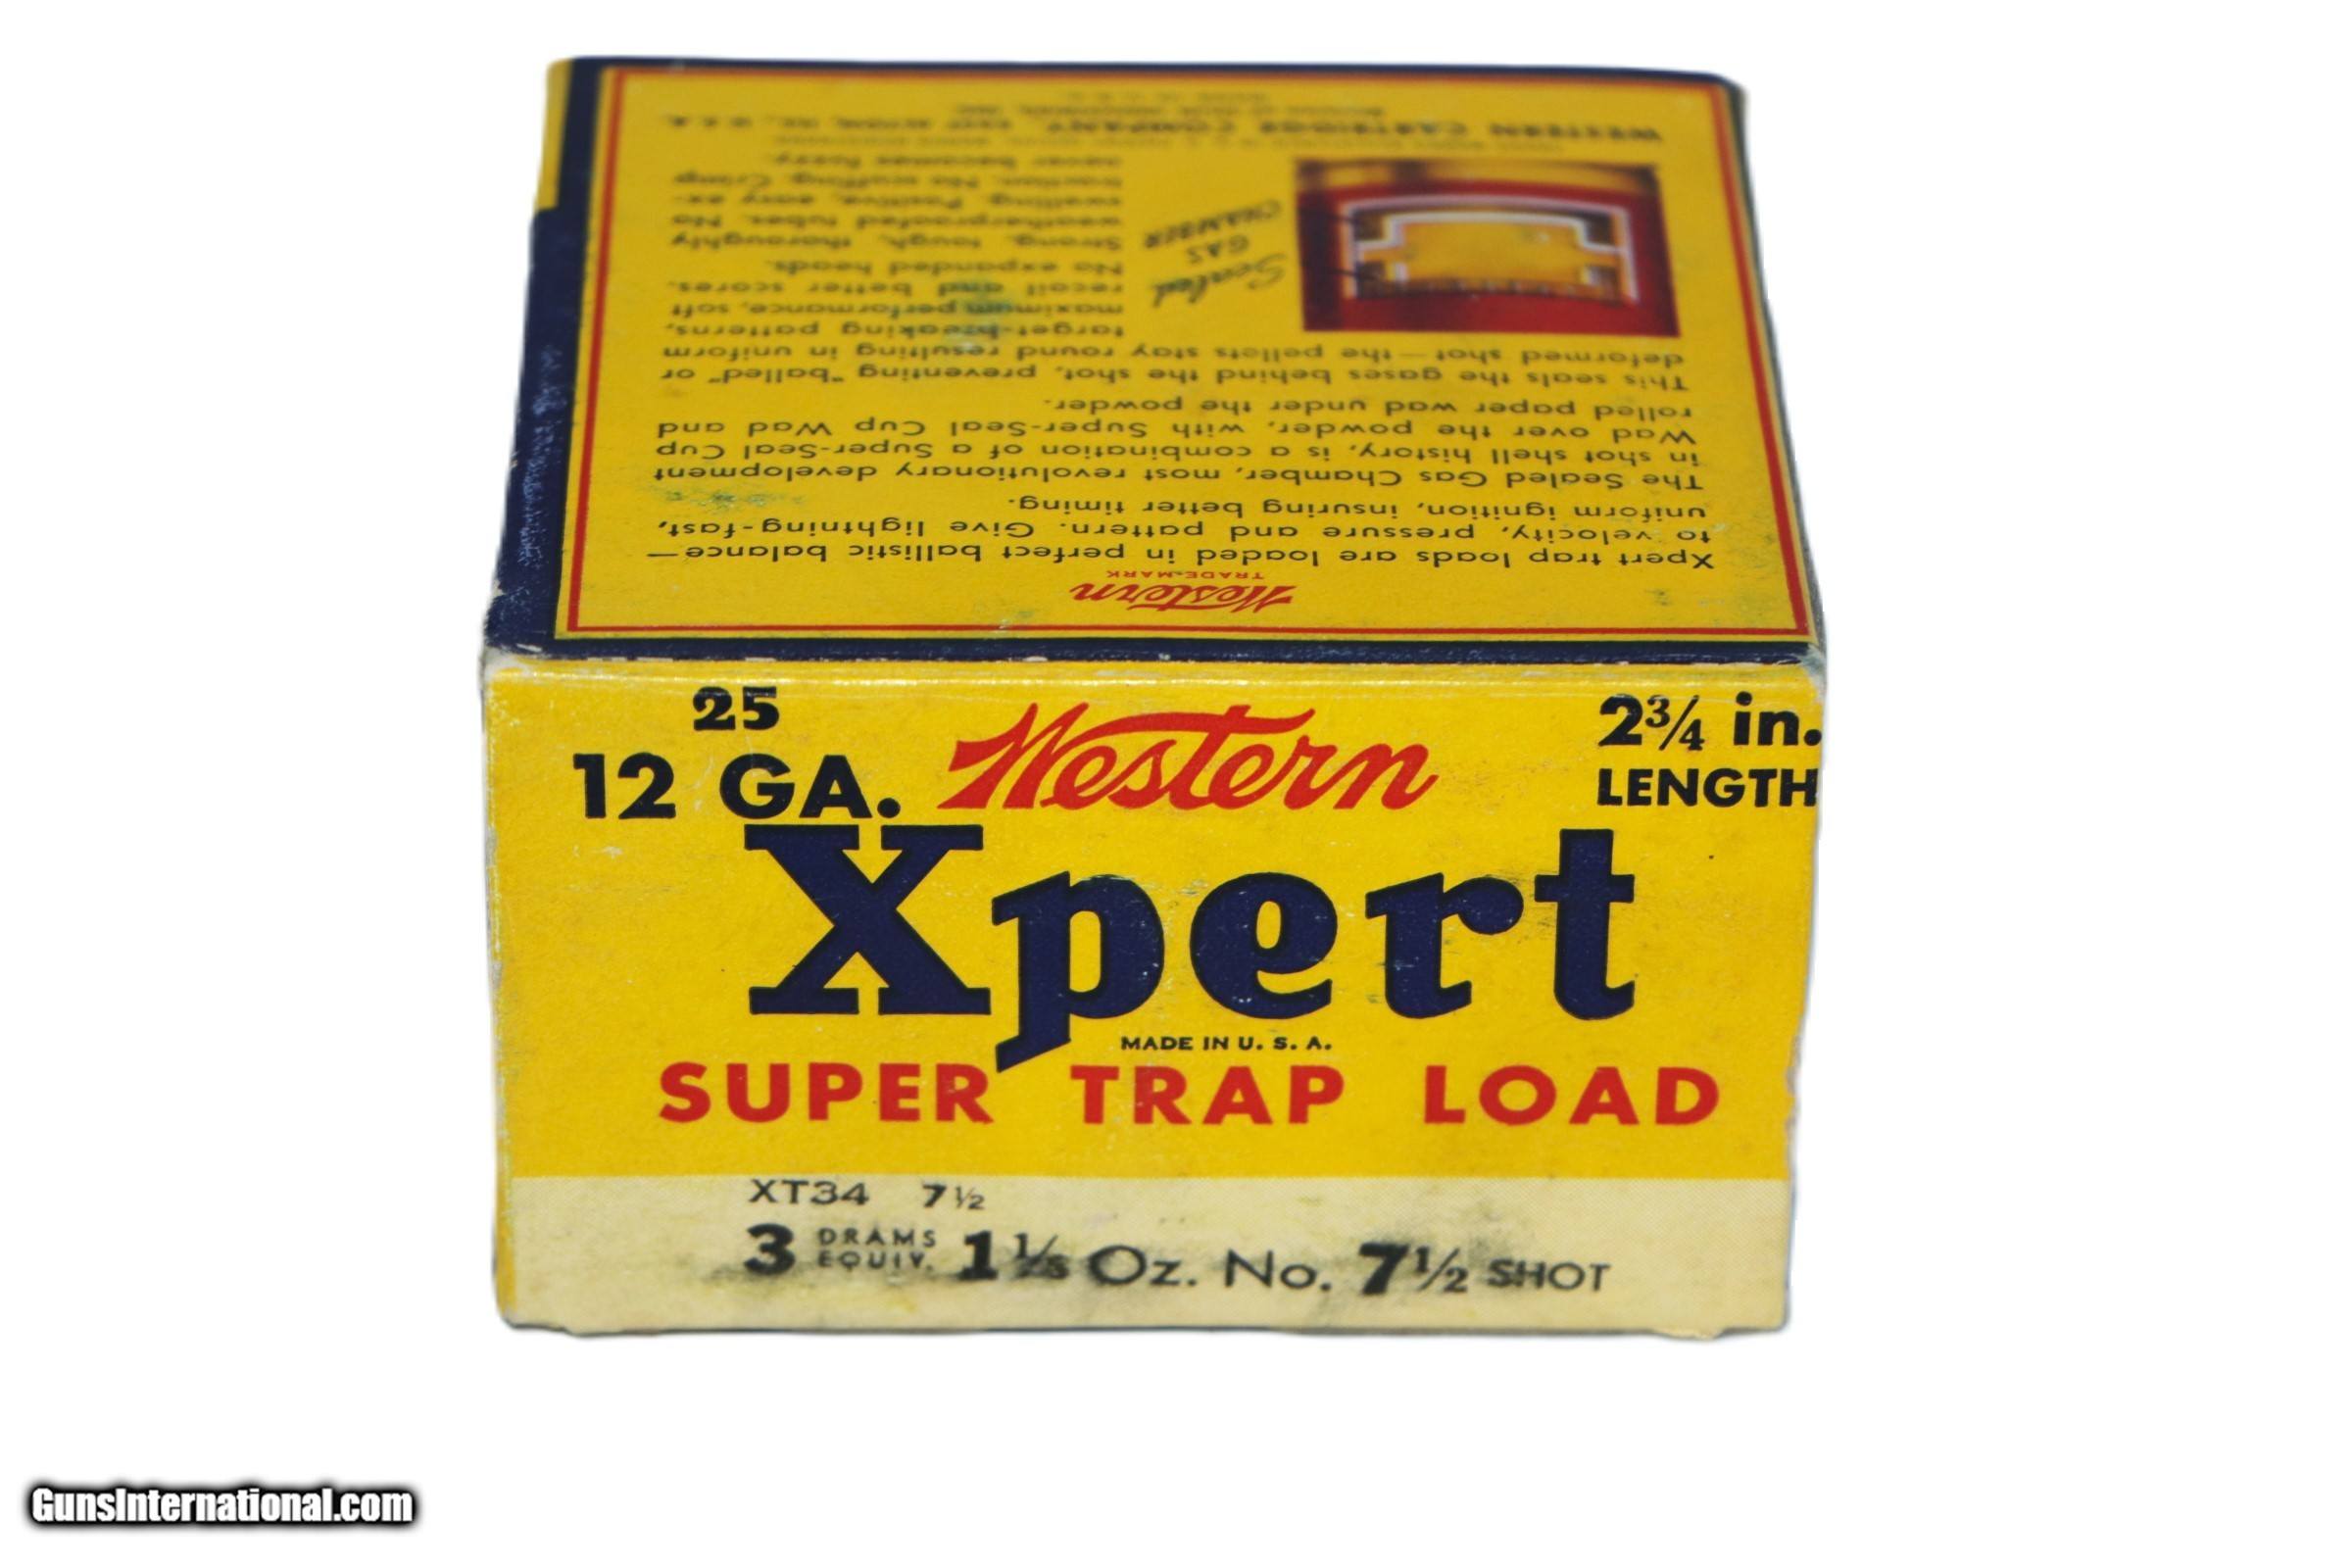 25
12 GA.
Western
2¾ in.
LENGTH
Xpert
MADE IN U. S. A.
SUPER TRAP LOAD
XT34 7½
3 DRAMS EQUIV. 1⅛ Oz. No. 7½ SHOT
Western
TRADE-MARK
Xpert trap loads are loaded in perfect ballistic balance—
to velocity, pressure and pattern. Give lightning-fast,
uniform ignition, insuring better timing.
The Sealed Gas Chamber, most revolutionary development
in shot shell history, is a combination of a Super-Seal Cup
Wad over the powder, with Super-Seal Cup Wad and
rolled paper wad under the powder.
This seals the gases behind the shot, preventing "balled" or
deformed shot—the pellets stay round resulting in uniform
target-breaking patterns,
maximum performance, soft
recoil and better scores.
No expanded heads.
Strong, tough, thoroughly
weatherproofed tubes. No
swelling. Positive, easy ex-
traction. No scuffing. Crimp
never becomes fuzzy.
Sealed
GAS
CHAMBER
WESTERN CARTRIDGE COMPANY, EAST ALTON, ILL., U.S.A.
GunsInternational.com